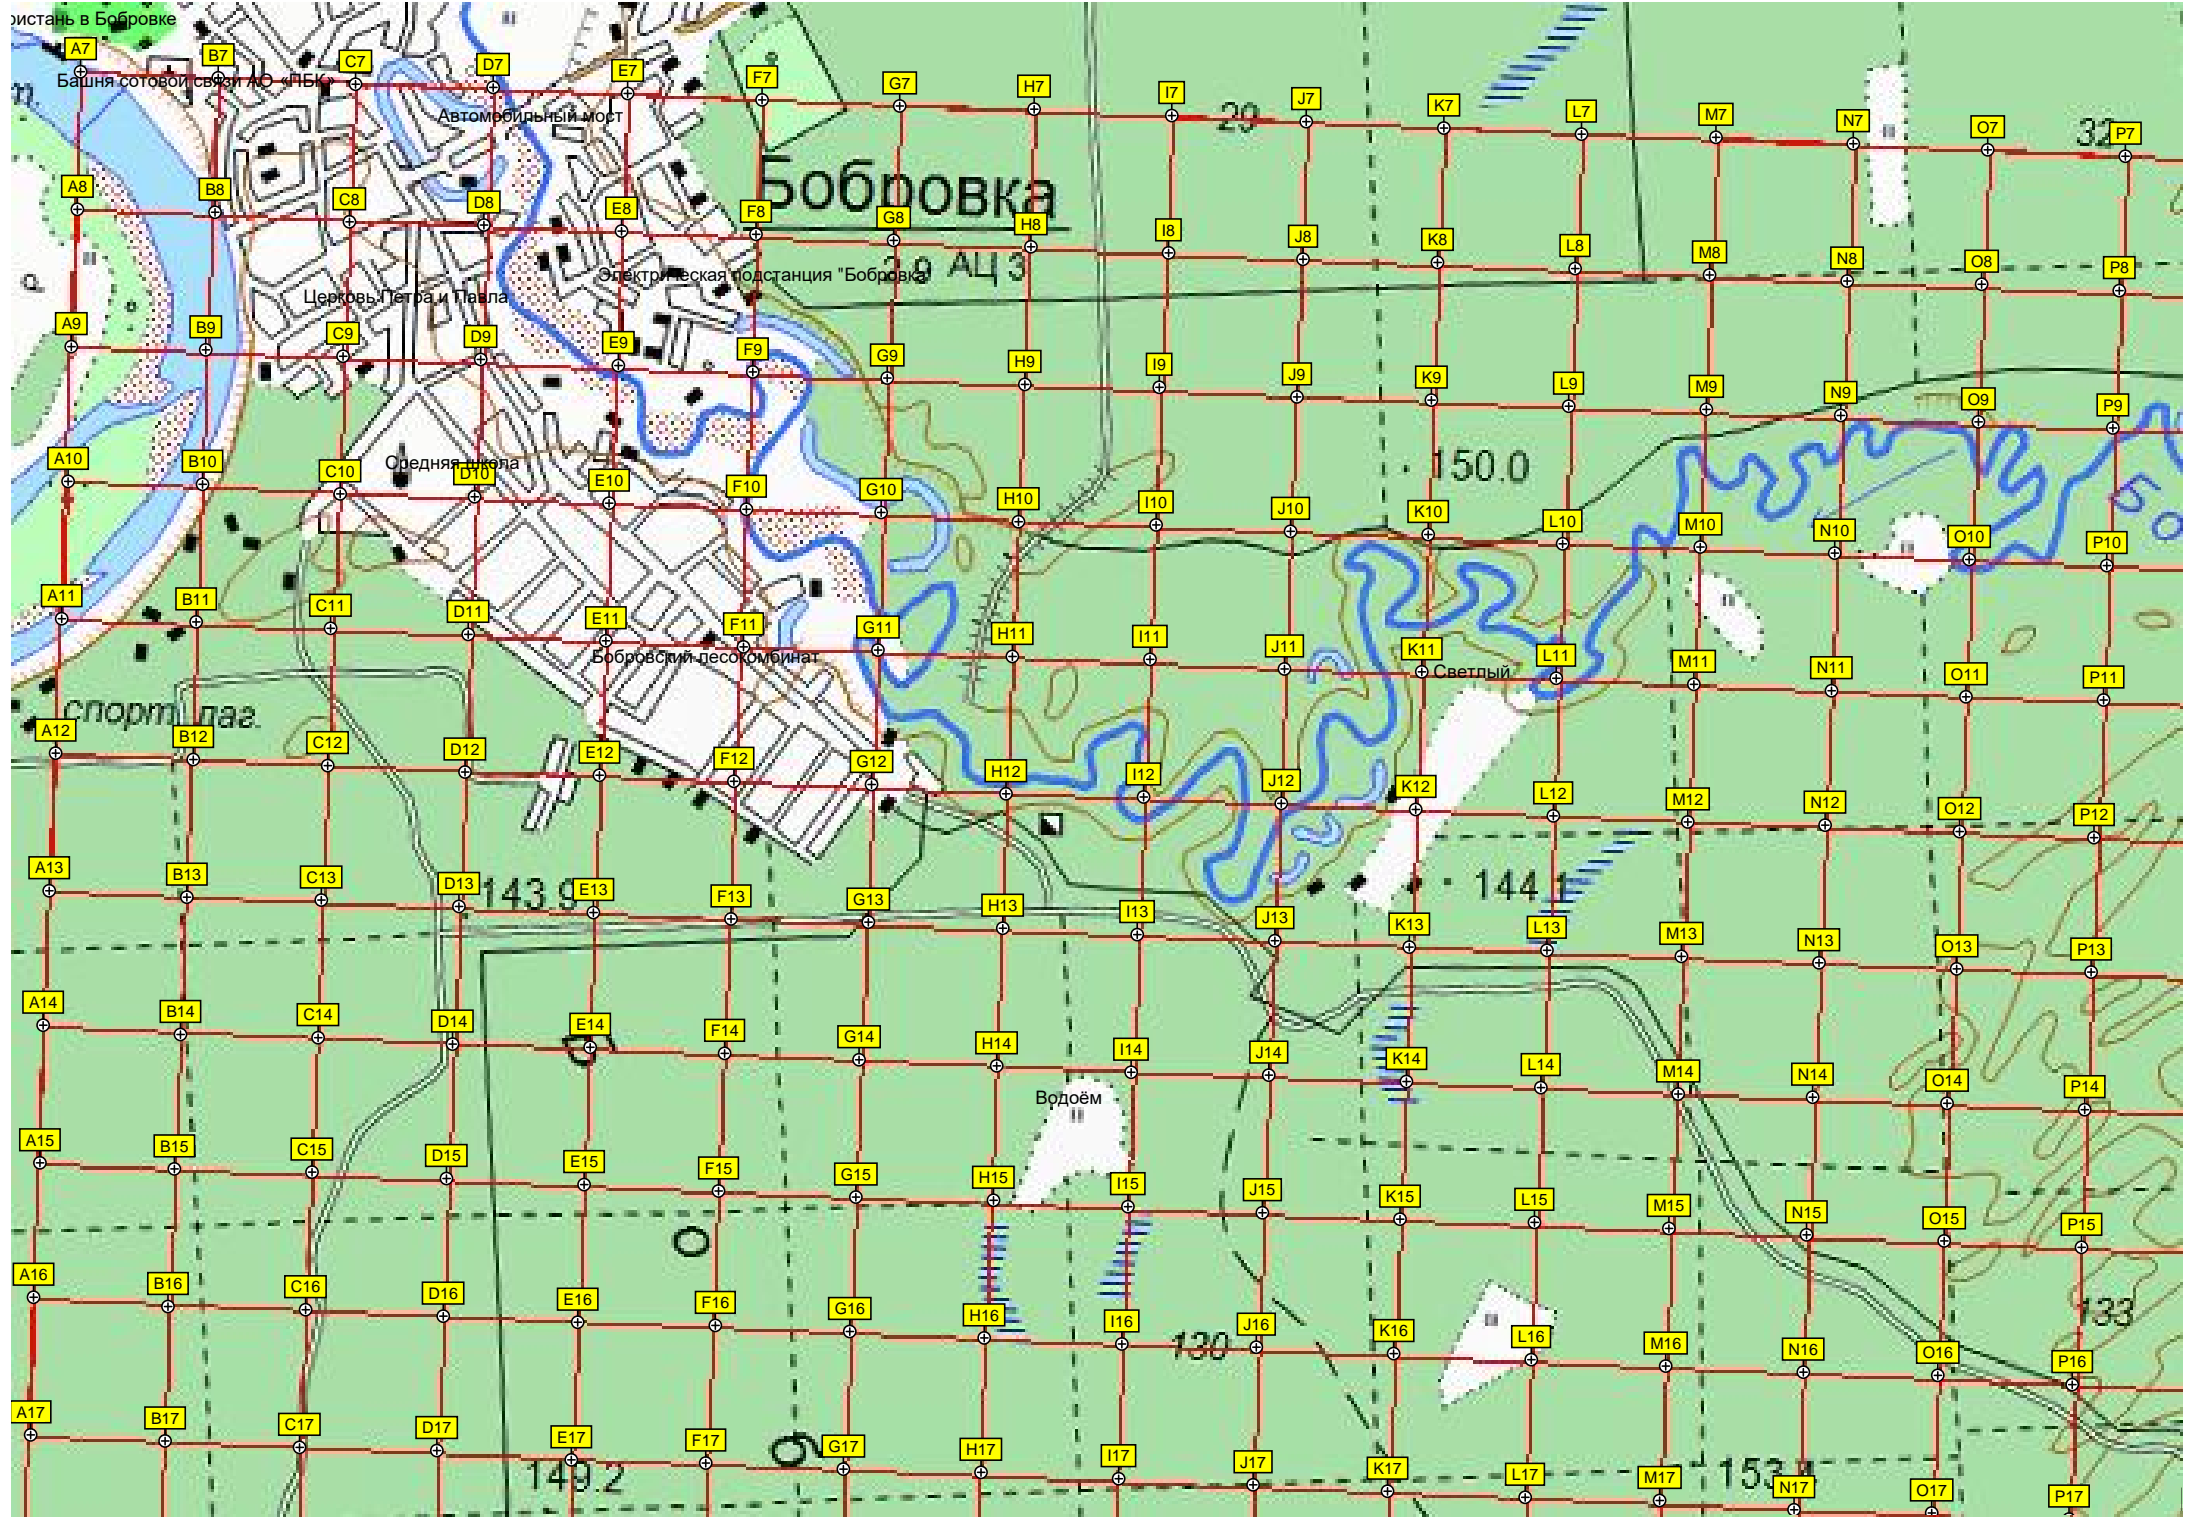 ристань в Бобровке
A7 B7 C7 D7 E7 F7 G7 H7 I7 J7 K7 L7 M7 N7 O7 P7
Башня сотовой связи АО «ПБК»
Автомобильный мост
29
32
Бобровка
A8 B8 C8 D8 E8 F8 G8 H8 I8 J8 K8 L8 M8 N8 O8 P8
АЦ 3
Электрическая подстанция "Бобровка"
Церковь Петра и Павла
A9 B9 C9 D9 E9 F9 G9 H9 I9 J9 K9 L9 M9 N9 O9 P9
150.0
Средняя школа
A10 B10 C10 D10 E10 F10 G10 H10 I10 J10 K10 L10 M10 N10 O10 P10
Бо
A11 B11 C11 D11 E11 F11 G11 H11 I11 J11 K11 L11 M11 N11 O11 P11
Бобровский лесокомбинат
Светлый
спорт. лаг.
A12 B12 C12 D12 E12 F12 G12 H12 I12 J12 K12 L12 M12 N12 O12 P12
143.9
144.1
A13 B13 C13 D13 E13 F13 G13 H13 I13 J13 K13 L13 M13 N13 O13 P13
A14 B14 C14 D14 E14 F14 G14 H14 I14 J14 K14 L14 M14 N14 O14 P14
Водоём
A15 B15 C15 D15 E15 F15 G15 H15 I15 J15 K15 L15 M15 N15 O15 P15
о
A16 B16 C16 D16 E16 F16 G16 H16 I16 J16 K16 L16 M16 N16 O16 P16
130
133
A17 B17 C17 D17 E17 F17 G17 H17 I17 J17 K17 L17 M17 N17 O17 P17
149.2
153.1